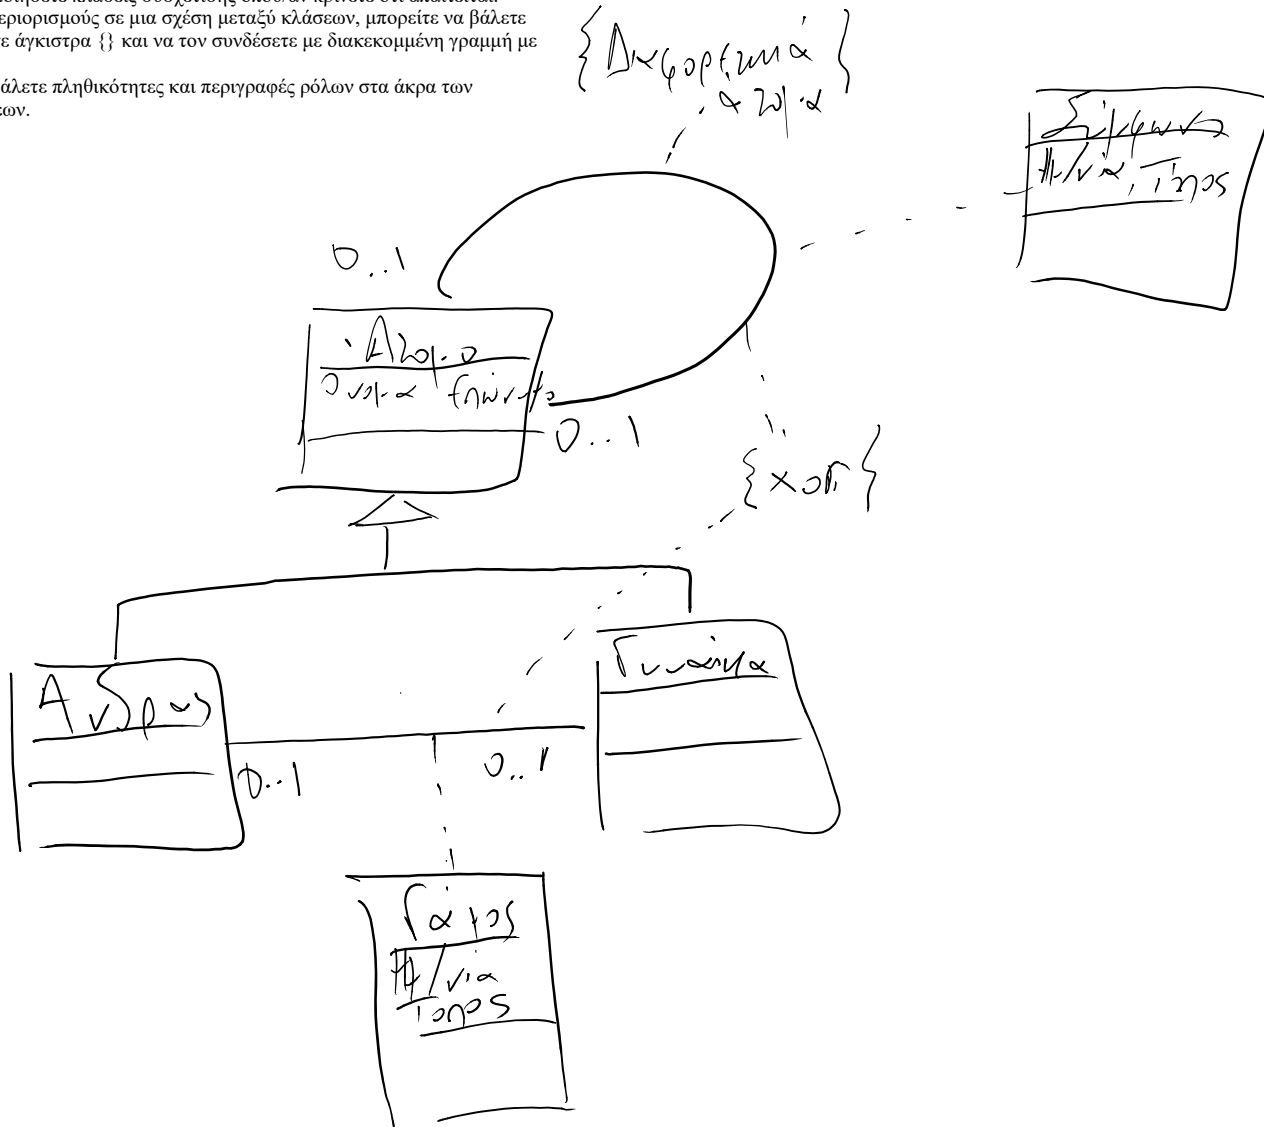 εριορισμούς σε μια σχέση μεταξύ κλάσεων, μπορείτε να βάλετε
ε άγκιστρα {} και να τον συνδέσετε με διακεκομμένη γραμμή με
άλετε πληθικότητες και περιγραφές ρόλων στα άκρα των
εων.
{Διαφορετικά
άτομα}
Σύμφωνο
Ημ/νία, Τόπος
0..1
Άτομο
Όνομα Επώνυμο
0..1
{xor}
Άνδρας
Γυναίκα
0..1
0..1
Γάμος
Ημ/νία
Τόπος